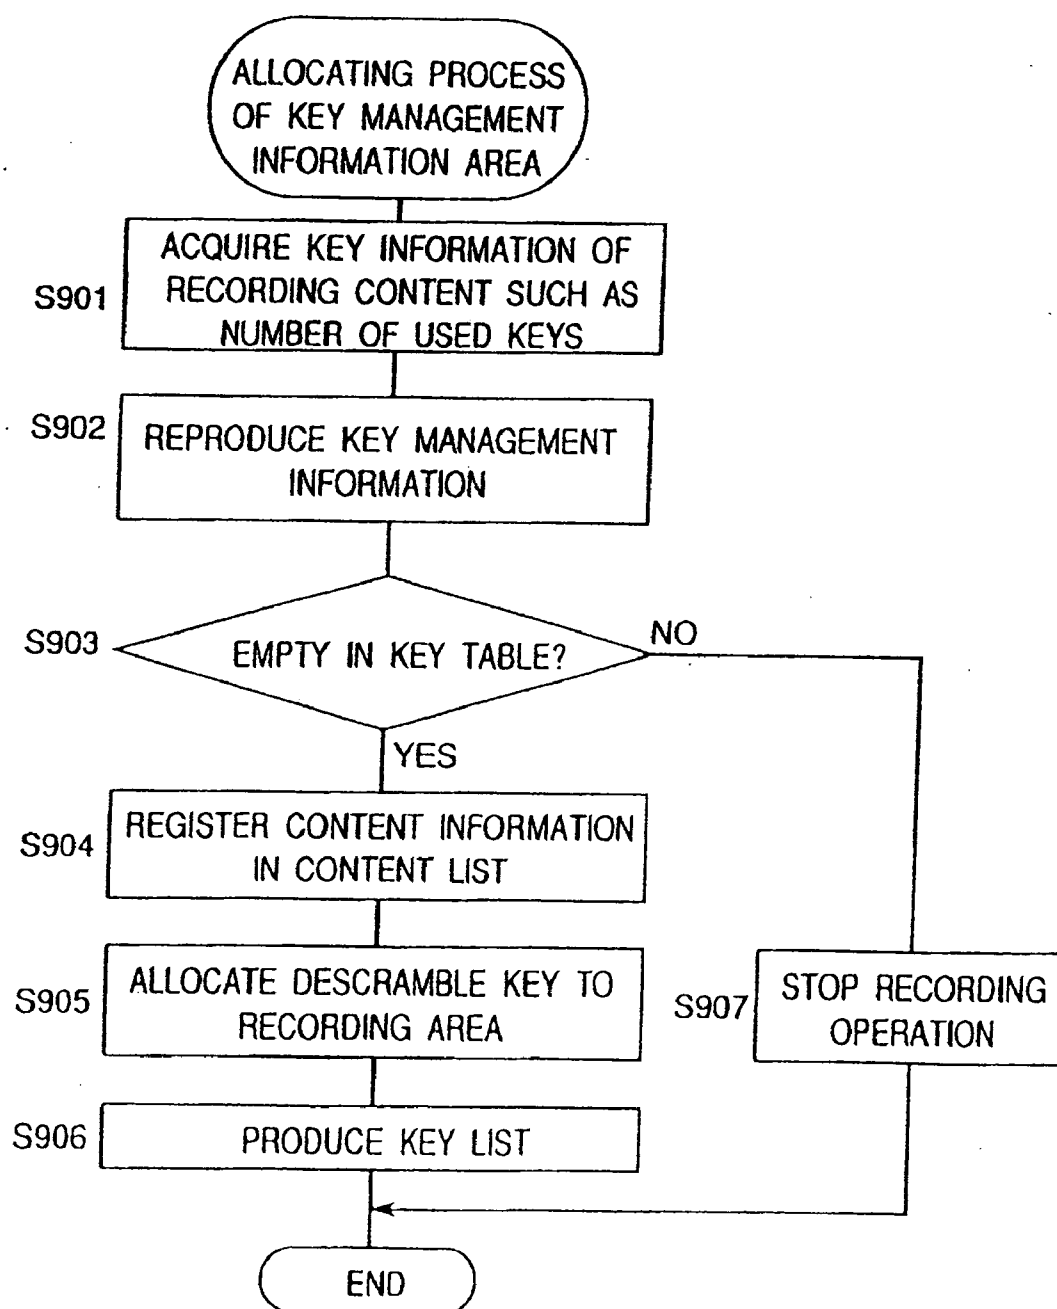 ALLOCATING PROCESS
OF KEY MANAGEMENT
INFORMATION AREA
S901
ACQUIRE KEY INFORMATION OF
RECORDING CONTENT SUCH AS
NUMBER OF USED KEYS
S902
REPRODUCE KEY MANAGEMENT
INFORMATION
S903
EMPTY IN KEY TABLE?
NO
YES
S904
REGISTER CONTENT INFORMATION
IN CONTENT LIST
S905
ALLOCATE DESCRAMBLE KEY TO
RECORDING AREA
S907
STOP RECORDING
OPERATION
S906
PRODUCE KEY LIST
END